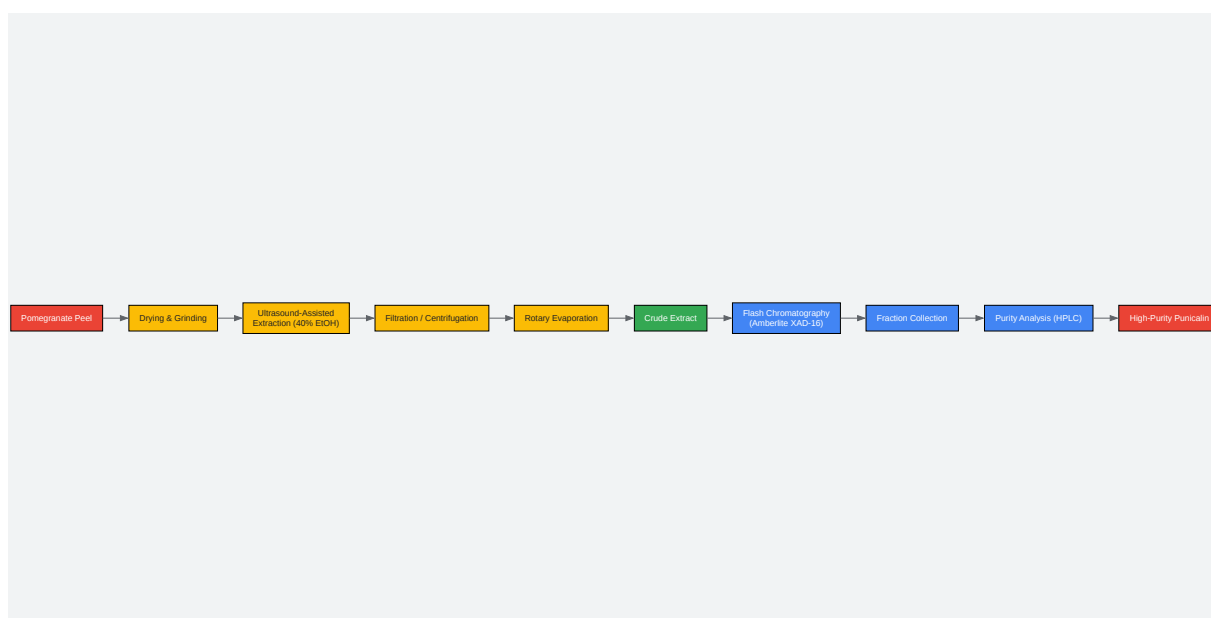 Pomegranate Peel
Drying & Grinding
Ultrasound-Assisted
Extraction (40% EtOH)
Filtration / Centrifugation
Rotary Evaporation
Crude Extract
Flash Chromatography
(Amberlite XAD-16)
Fraction Collection
Purity Analysis (HPLC)
High-Purity Punicalin